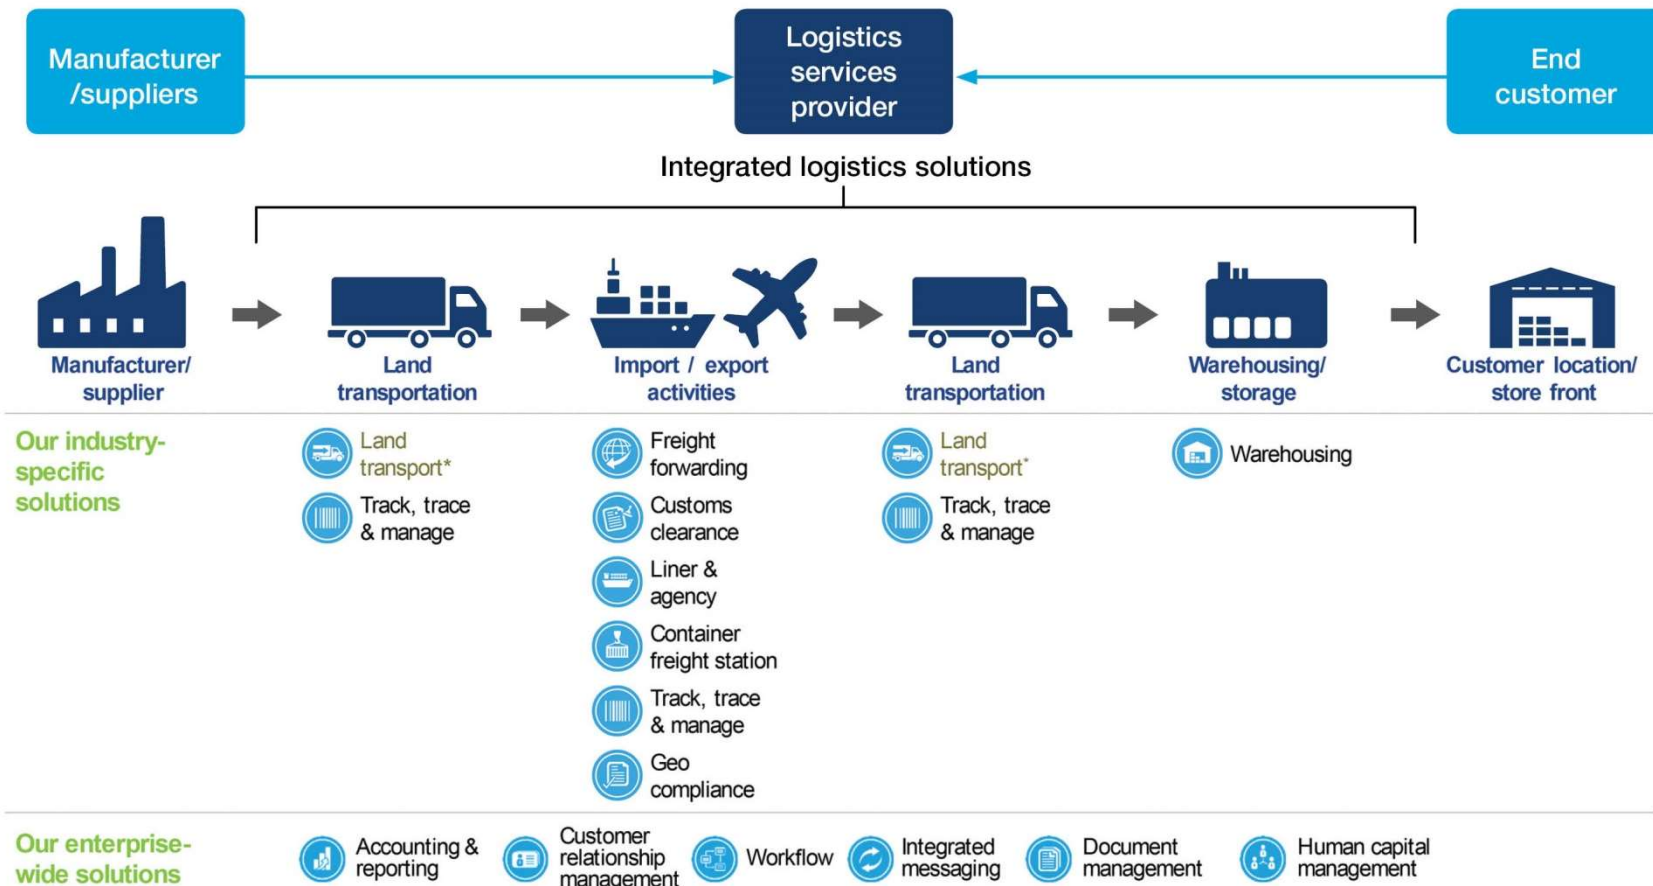 Manufacturer
/suppliers
Logistics
services
provider
End
customer
Integrated logistics solutions
Manufacturer/
supplier
Land
transportation
Import / export
activities
Land
transportation
Warehousing/
storage
Customer location/
store front
Our industry-
specific
solutions
Land
transport*
Track, trace
& manage
Freight
forwarding
Customs
clearance
Liner &
agency
Container
freight station
Track, trace
& manage
Geo
compliance
Land
transport*
Track, trace
& manage
Warehousing
Our enterprise-
wide solutions
Accounting &
reporting
Customer
relationship
management
Workflow
Integrated
messaging
Document
management
Human capital
management